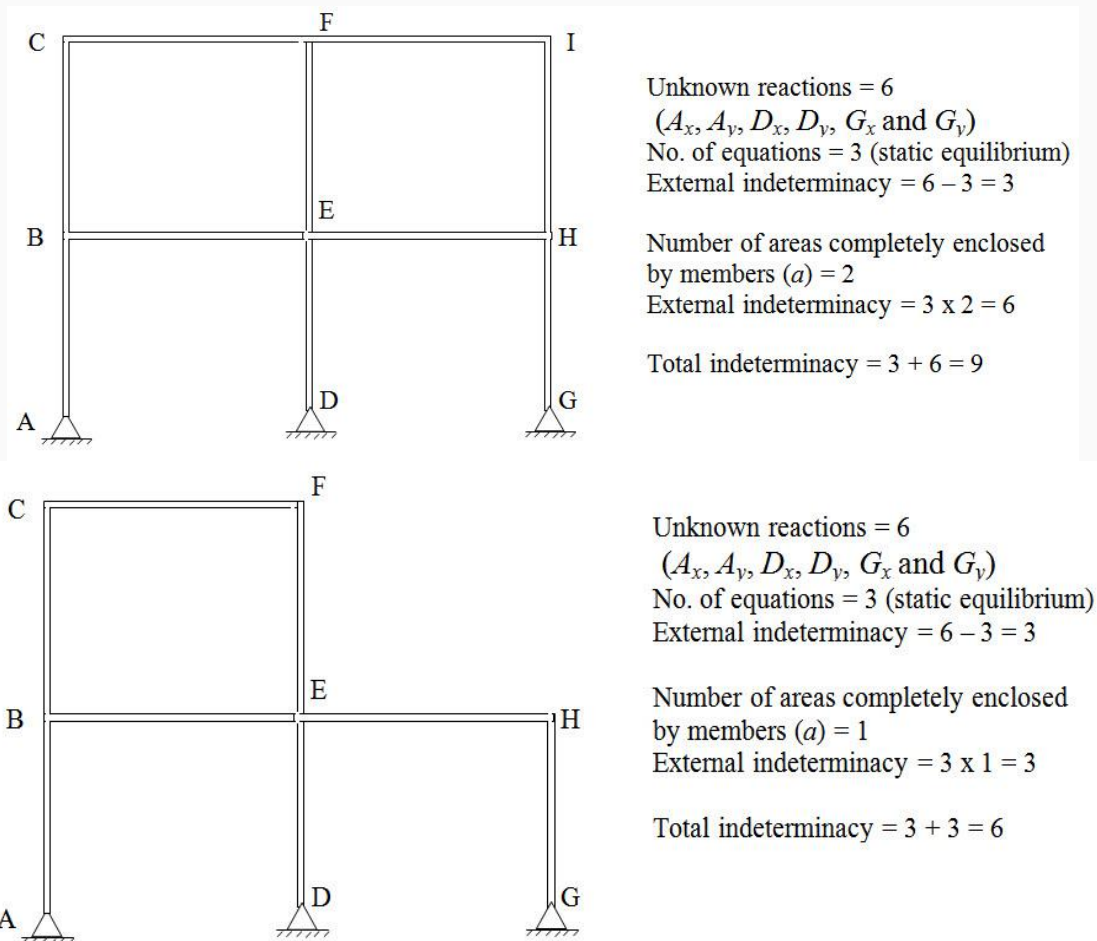 F
C
I
Unknown reactions = 6
(Ax, Ay, Dx, Dy, Gx and Gy)
No. of equations = 3 (static equilibrium)
External indeterminacy = 6 – 3 = 3
E
B
H
Number of areas completely enclosed
by members (a) = 2
External indeterminacy = 3 x 2 = 6
Total indeterminacy = 3 + 6 = 9
D
G
A
F
C
Unknown reactions = 6
(Ax, Ay, Dx, Dy, Gx and Gy)
No. of equations = 3 (static equilibrium)
External indeterminacy = 6 – 3 = 3
E
B
H
Number of areas completely enclosed
by members (a) = 1
External indeterminacy = 3 x 1 = 3
Total indeterminacy = 3 + 3 = 6
D
G
A